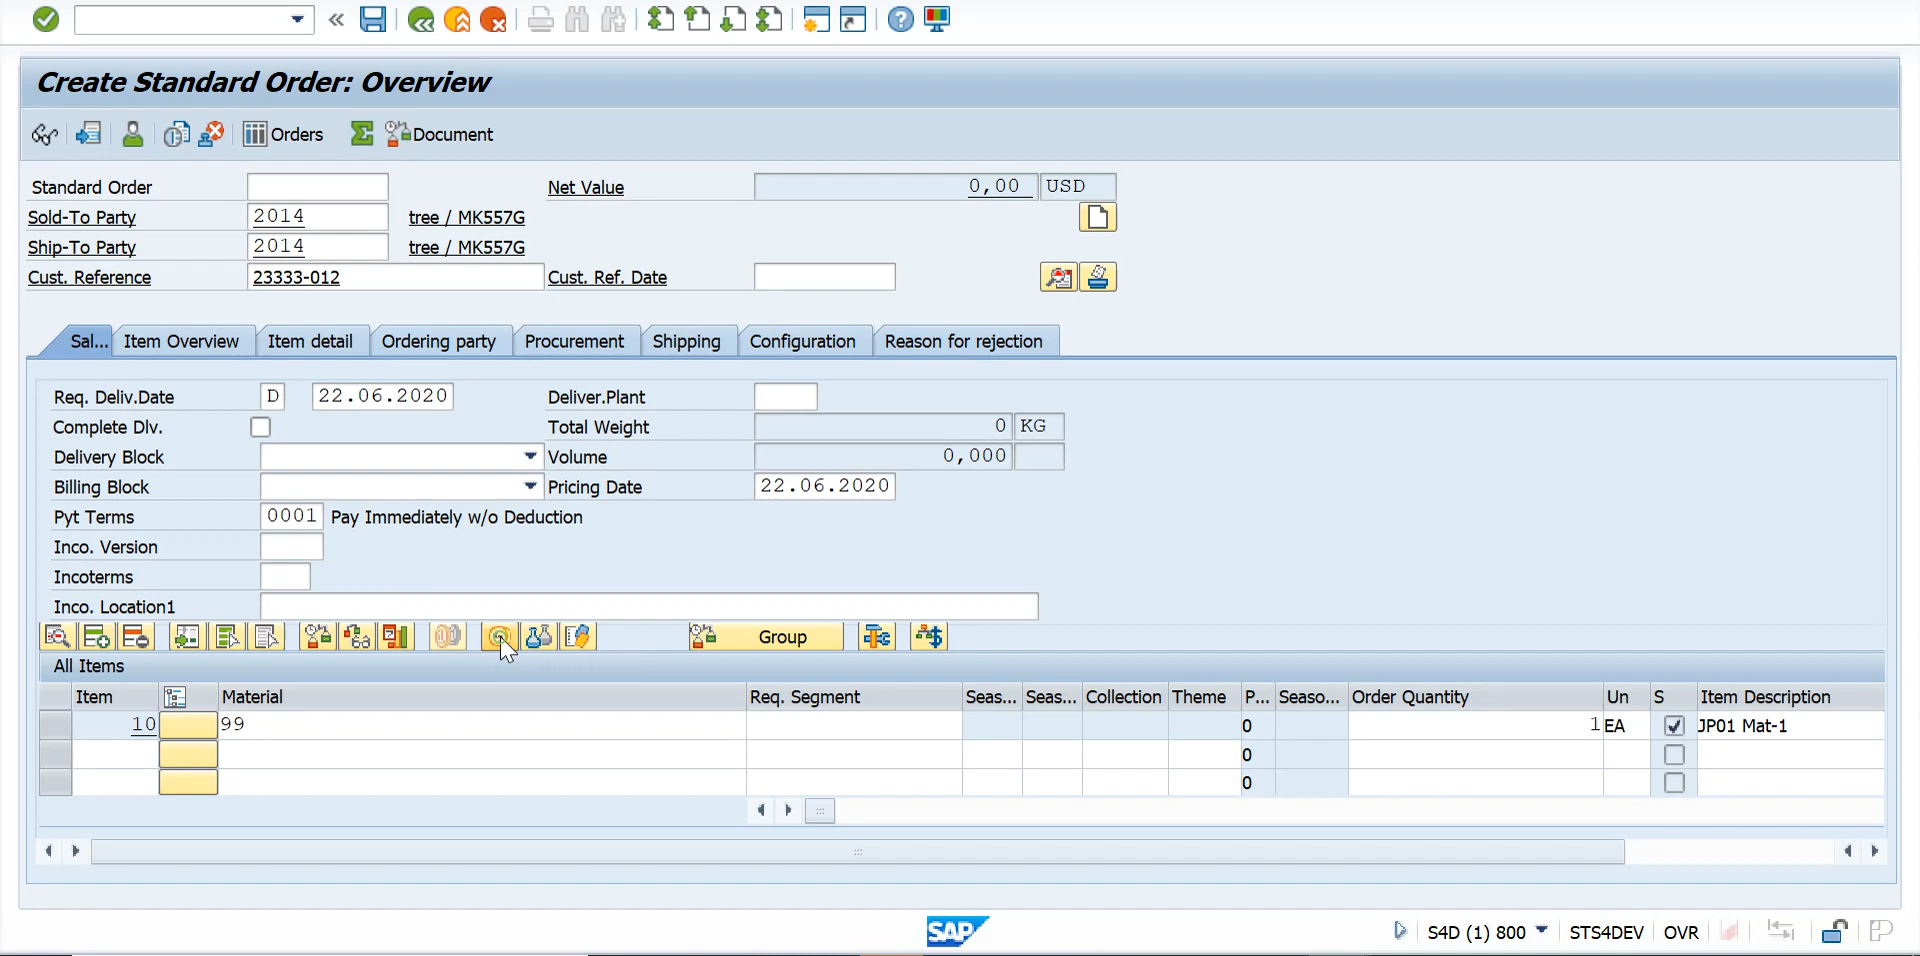 Create Standard Order: Overview
Orders Document
Standard Order Net Value 0,00 USD
Sold-To Party 2014 tree / MK557G
Ship-To Party 2014 tree / MK557G
Cust. Reference 23333-012 Cust. Ref. Date
Sal... Item Overview Item detail Ordering party Procurement Shipping Configuration Reason for rejection
Req. Deliv.Date D 22.06.2020 Deliver.Plant
Complete Dlv. Total Weight 0 KG
Delivery Block Volume 0,000
Billing Block Pricing Date 22.06.2020
Pyt Terms 0001 Pay Immediately w/o Deduction
Inco. Version
Incoterms
Inco. Location1
Group
All Items
Item Material Req. Segment Seas... Seas... Collection Theme P... Seaso... Order Quantity Un S Item Description
10 99 0 1 EA JP01 Mat-1
0
0
SAP S4D (1) 800 STS4DEV OVR